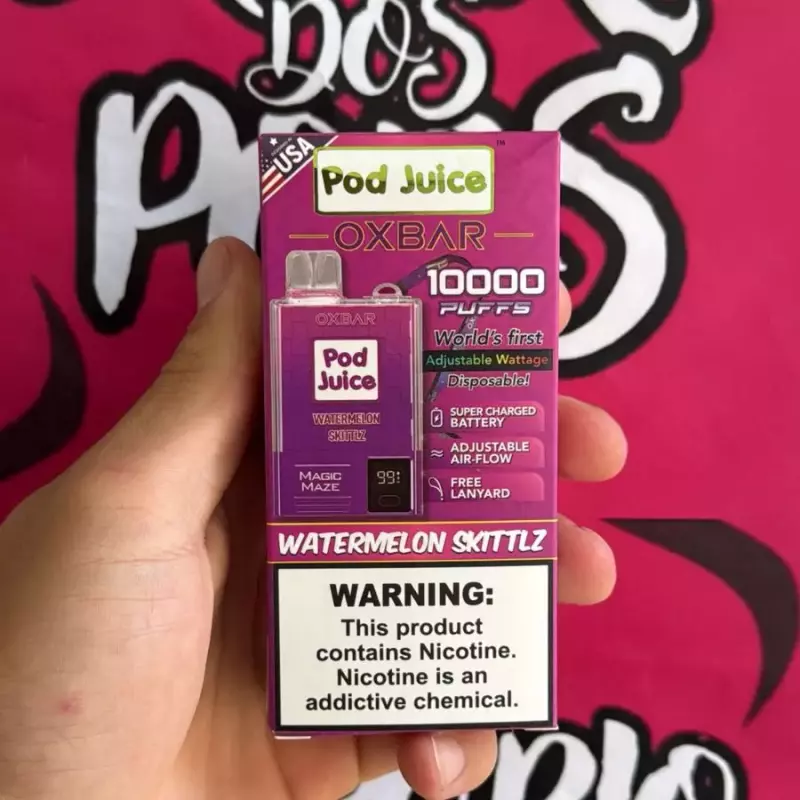 DOS
USA
Pod Juice™
OXBAR
10000
PUFFS
World's first
Adjustable Wattage
Disposable!
SUPER CHARGED
BATTERY
ADJUSTABLE
AIR-FLOW
FREE
LANYARD
OXBAR
Pod
Juice
WATERMELON
SKITTLZ
MAGIC
MAZE
99
WATERMELON SKITTLZ
WARNING:
This product
contains Nicotine.
Nicotine is an
addictive chemical.